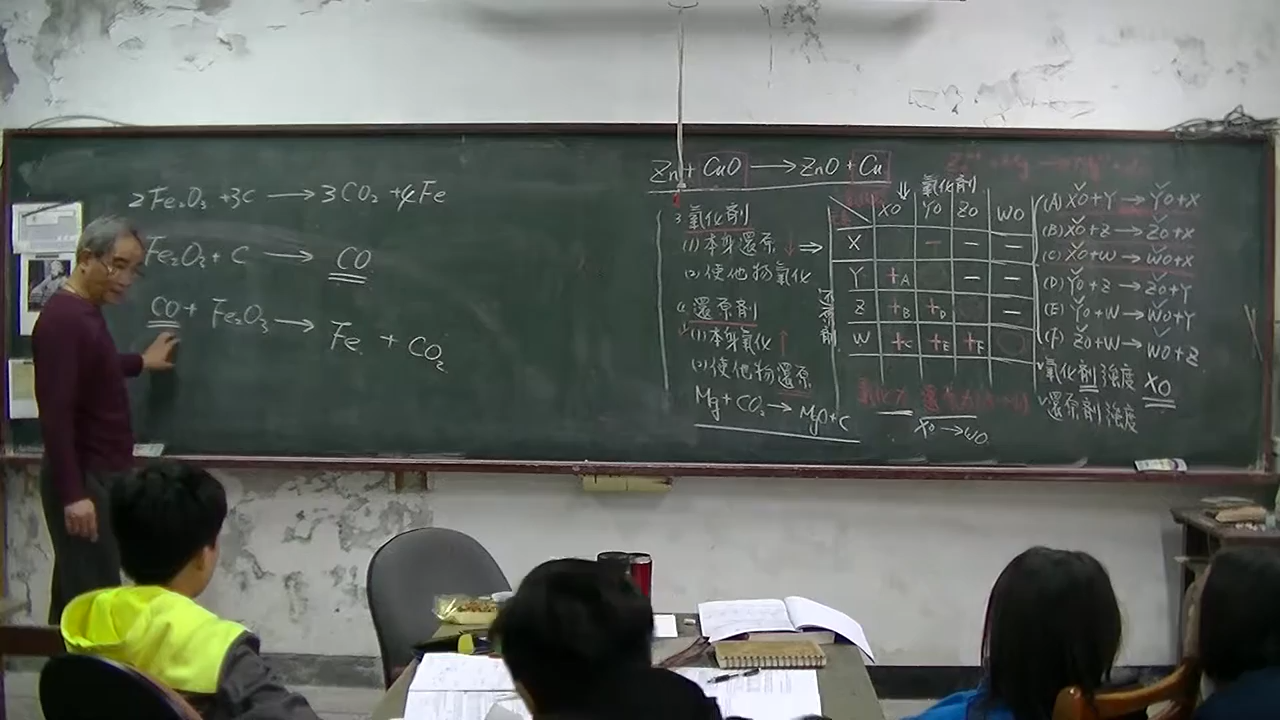 2Fe₂O₃ +3C → 3CO₂ +4Fe
Fe₂O₃ + C → CO
CO + Fe₂O₃ → Fe + CO₂
Zn + CuO → ZnO + Cu
3 氧化劑
(1) 本身還原 ↓
(2) 使他物氧化
4. 還原劑
(1) 本身氧化 ↑
(2) 使他物還原
Mg + CO₂ → MgO + C
氧化劑
XO YO ZO WO
還原劑
X − − −
Y +A − −
Z +B +D −
W +C +E +F
XO → WO
(A) XO + Y → YO + X
(B) XO + Z → ZO + X
(C) XO + W → WO + X
(D) YO + Z → ZO + Y
(E) YO + W → WO + Y
(F) ZO + W → WO + Z
氧化劑強度 XO
還原劑強度